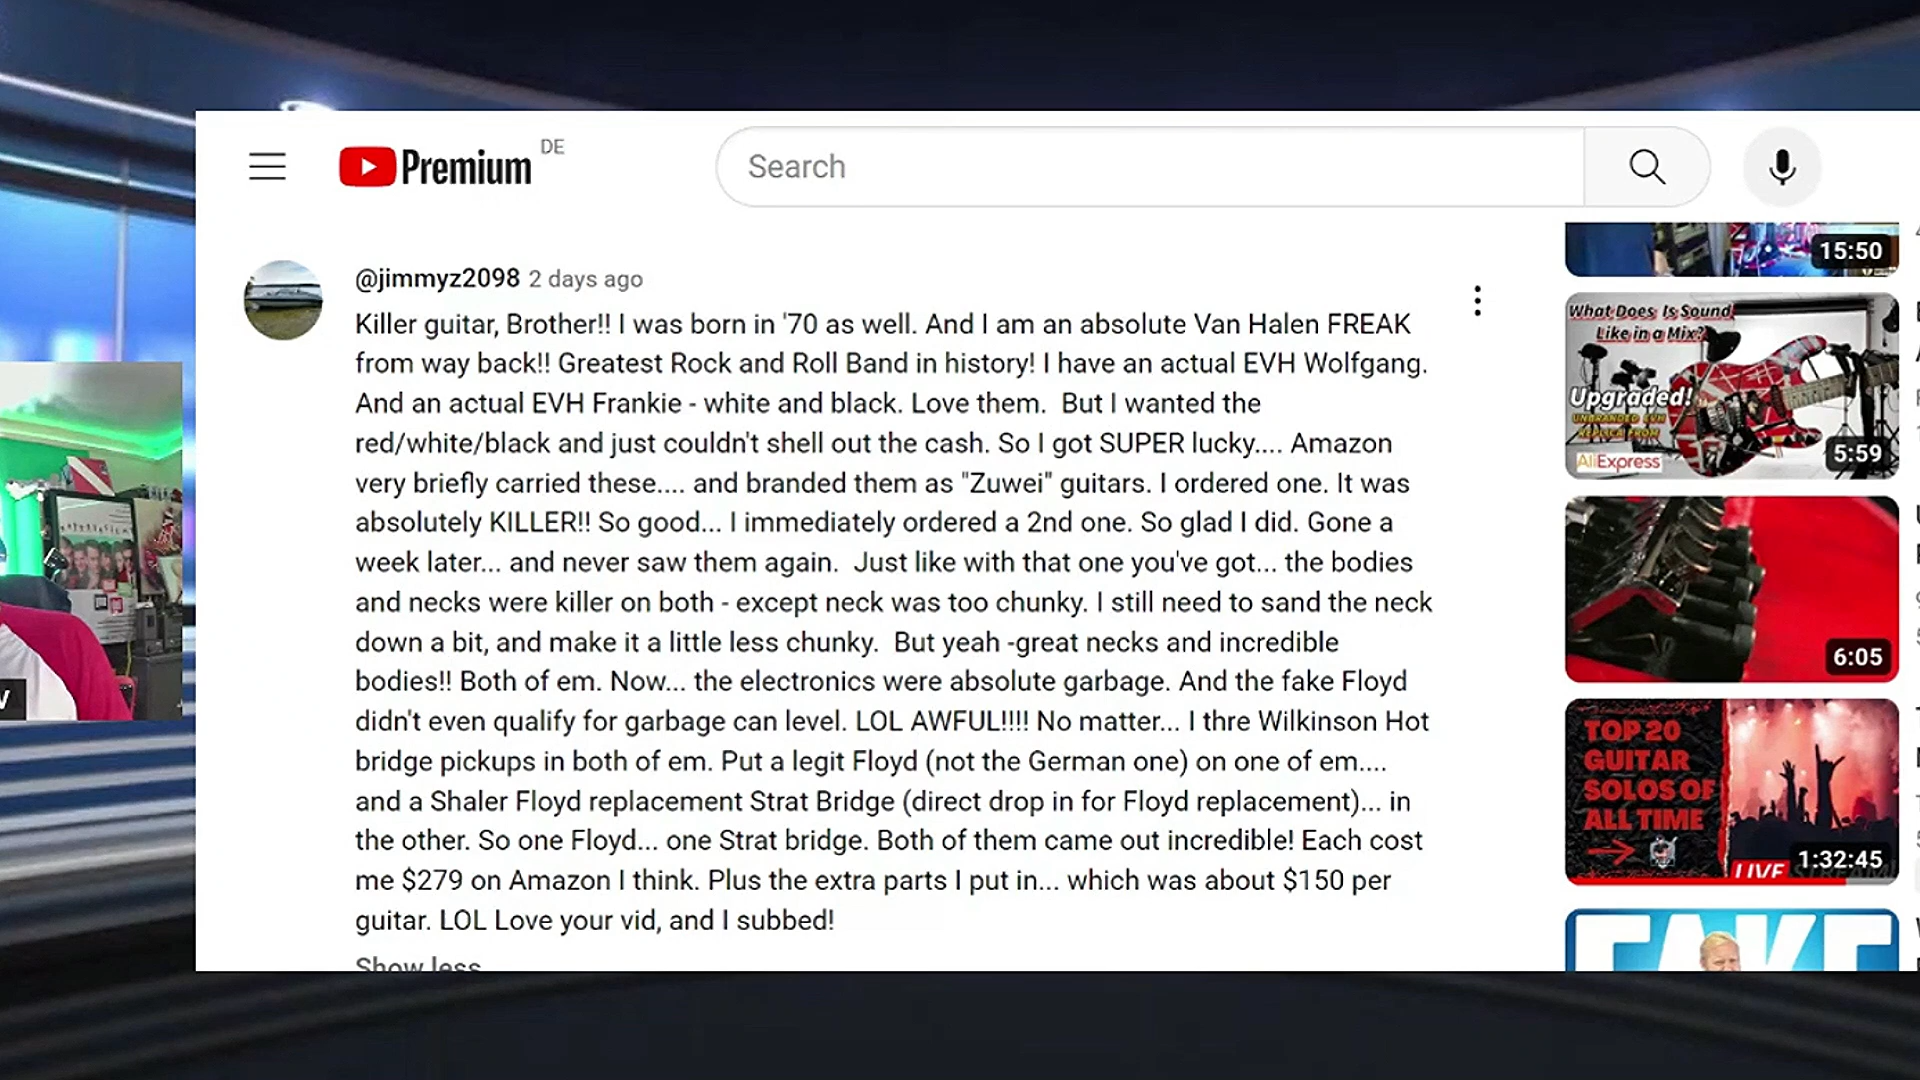 Premium
DE
Search
@jimmyz2098 2 days ago
Killer guitar, Brother!! I was born in '70 as well. And I am an absolute Van Halen FREAK
from way back!! Greatest Rock and Roll Band in history! I have an actual EVH Wolfgang.
And an actual EVH Frankie - white and black. Love them.  But I wanted the
red/white/black and just couldn't shell out the cash. So I got SUPER lucky.... Amazon
very briefly carried these.... and branded them as "Zuwei" guitars. I ordered one. It was
absolutely KILLER!! So good... I immediately ordered a 2nd one. So glad I did. Gone a
week later... and never saw them again.  Just like with that one you've got... the bodies
and necks were killer on both - except neck was too chunky. I still need to sand the neck
down a bit, and make it a little less chunky.  But yeah -great necks and incredible
bodies!! Both of em. Now... the electronics were absolute garbage. And the fake Floyd
didn't even qualify for garbage can level. LOL AWFUL!!!! No matter... I thre Wilkinson Hot
bridge pickups in both of em. Put a legit Floyd (not the German one) on one of em....
and a Shaler Floyd replacement Strat Bridge (direct drop in for Floyd replacement)... in
the other. So one Floyd... one Strat bridge. Both of them came out incredible! Each cost
me $279 on Amazon I think. Plus the extra parts I put in... which was about $150 per
guitar. LOL Love your vid, and I subbed!
Show less
15:50
What Does Is Sound
Like in a Mix?
Upgraded!
UNBRANDED EVH
REPLICA FROM
AliExpress
5:59
6:05
TOP 20
GUITAR
SOLOS OF
ALL TIME
LIVE STREAM
1:32:45
FAKE